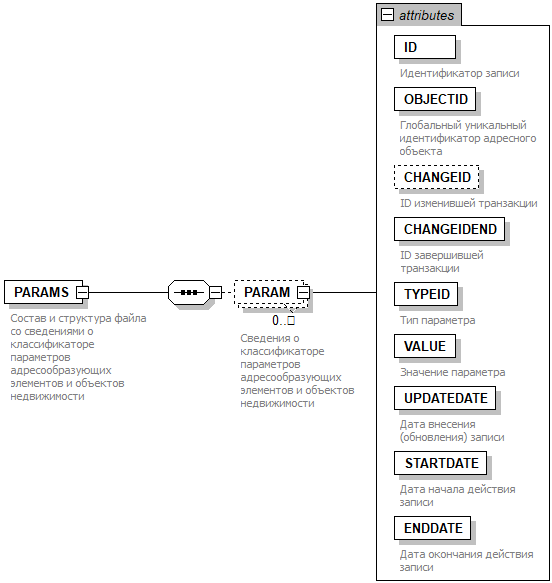 attributes
ID
Идентификатор записи
OBJECTID
Глобальный уникальный
идентификатор адресного
объекта
CHANGEID
ID изменившей транзакции
CHANGEIDEND
ID завершившей
транзакции
TYPEID
Тип параметра
VALUE
Значение параметра
UPDATEDATE
Дата внесения
(обновления) записи
STARTDATE
Дата начала действия
записи
ENDDATE
Дата окончания действия
записи
PARAMS
Состав и структура файла
со сведениями о
классификаторе
параметров
адресообразующих
элементов и объектов
недвижимости
PARAM
0..
Сведения о
классификаторе
параметров
адресообразующих
элементов и объектов
недвижимости